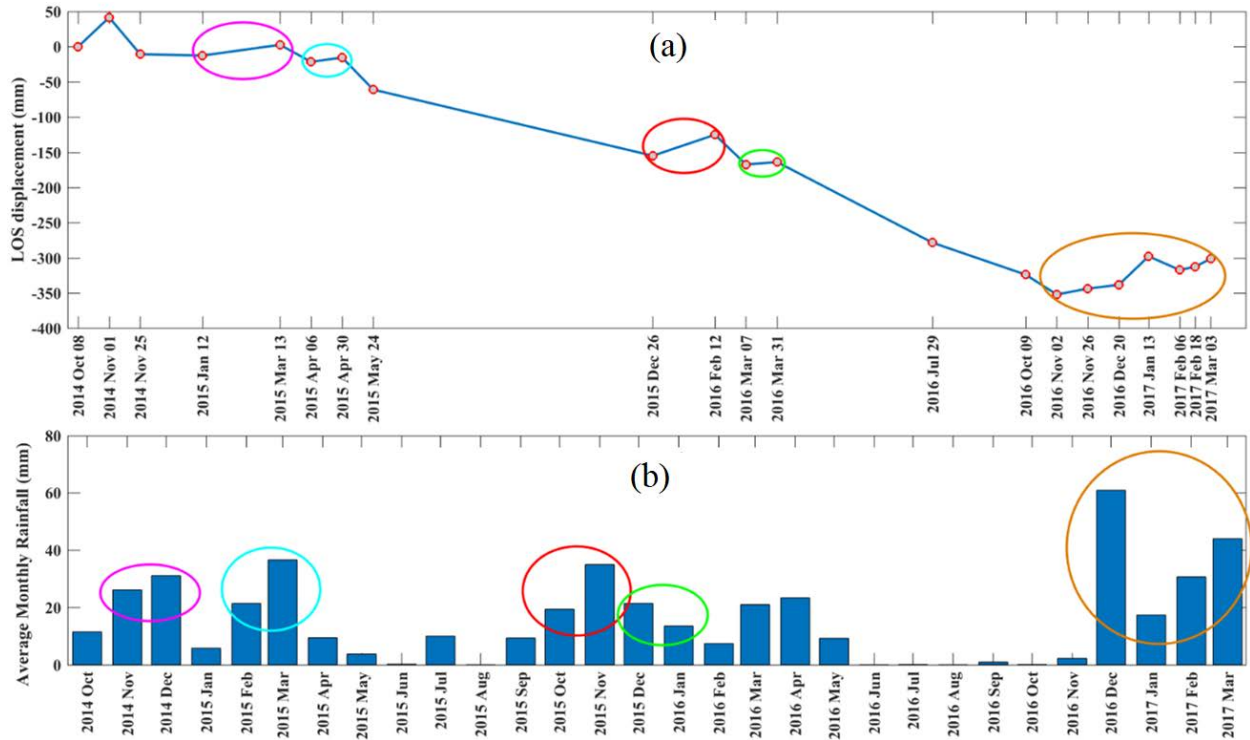 (a)
LOS displacement (mm)
50
0
-50
-100
-150
-200
-250
-300
-350
-400
2014 Oct 08
2014 Nov 01
2014 Nov 25
2015 Jan 12
2015 Mar 13
2015 Apr 06
2015 Apr 30
2015 May 24
2015 Dec 26
2016 Feb 12
2016 Mar 07
2016 Mar 31
2016 Jul 29
2016 Oct 09
2016 Nov 02
2016 Nov 26
2016 Dec 20
2017 Jan 13
2017 Feb 06
2017 Feb 18
2017 Mar 03
(b)
Average Monthly Rainfall (mm)
80
60
40
20
0
2014 Oct
2014 Nov
2014 Dec
2015 Jan
2015 Feb
2015 Mar
2015 Apr
2015 May
2015 Jun
2015 Jul
2015 Aug
2015 Sep
2015 Oct
2015 Nov
2015 Dec
2016 Jan
2016 Feb
2016 Mar
2016 Apr
2016 May
2016 Jun
2016 Jul
2016 Aug
2016 Sep
2016 Oct
2016 Nov
2016 Dec
2017 Jan
2017 Feb
2017 Mar